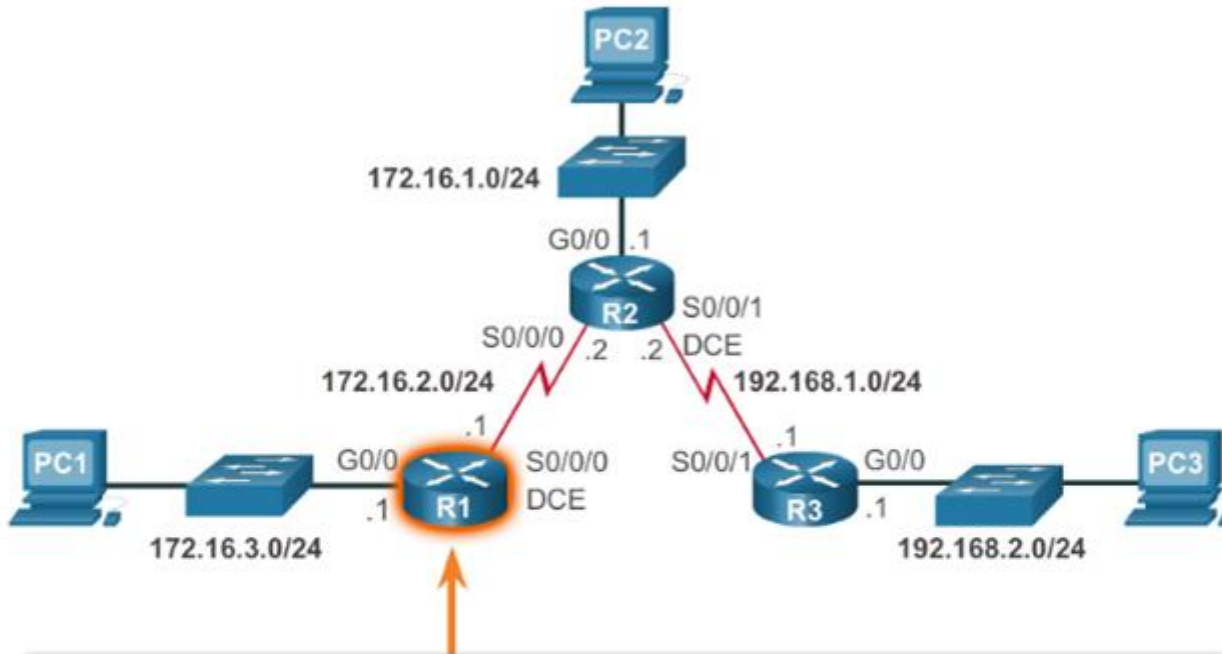 PC2
172.16.1.0/24
G0/0 .1
R2
S0/0/1
S0/0/0
.2 .2 DCE
172.16.2.0/24
192.168.1.0/24
.1
.1
PC1
G0/0
S0/0/0
S0/0/1
G0/0
PC3
.1
R1
DCE
R3
.1
172.16.3.0/24
192.168.2.0/24